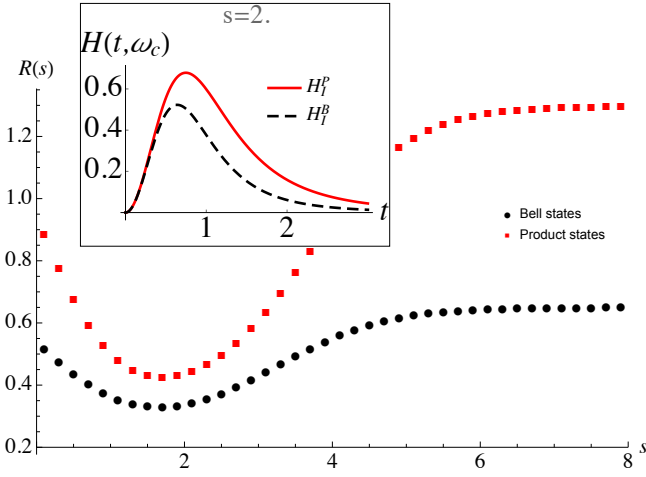 s=2.
H(t,ω_c)
0.6
0.4
0.2
1 2 t
H_I^P
H_I^B
R(s)
1.2
1.0
0.8
0.6
0.4
0.2
Bell states
Product states
2 4 6 8 s